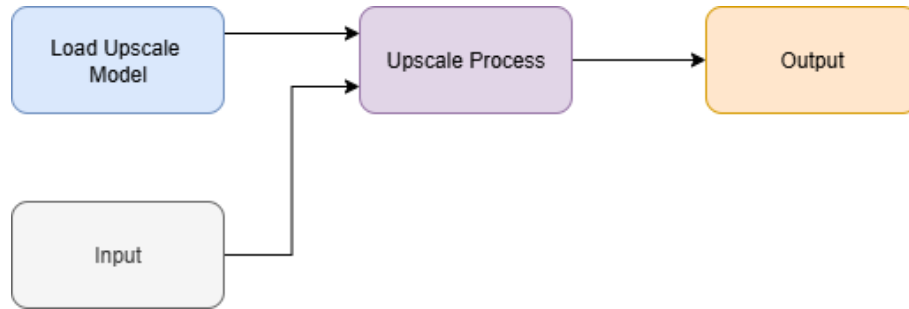 Load Upscale
Model
Upscale Process
Output
Input